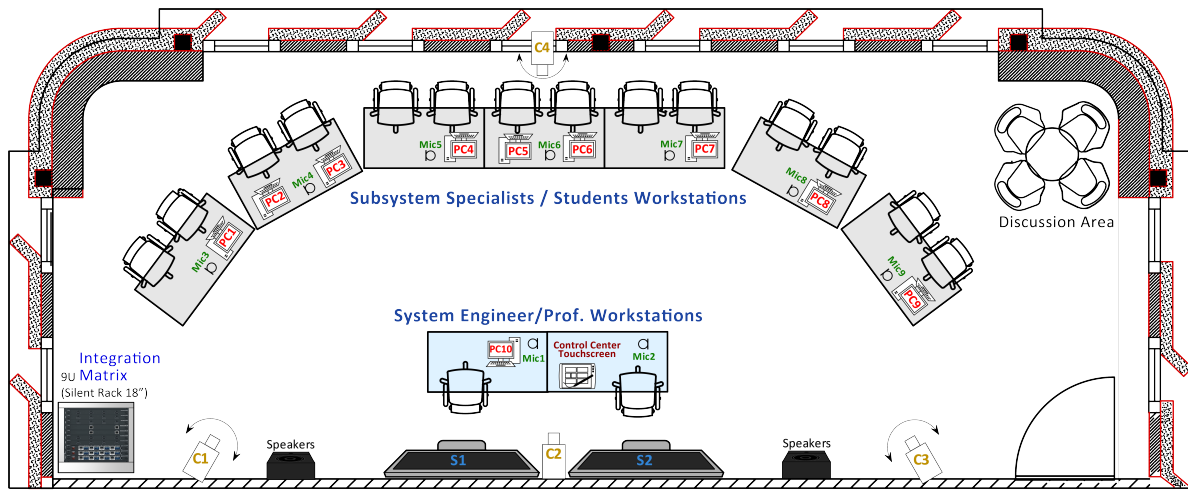 C4
Mic5
PC4
PC5
Mic6
PC6
Mic7
PC7
PC3
Mic4
PC2
Mic8
PC8
Subsystem Specialists / Students Workstations
Discussion Area
PC1
Mic3
Mic9
PC9
System Engineer/Prof. Workstations
PC10
Mic1
Control Center
Touchscreen
Mic2
Integration
9U Matrix
(Silent Rack 18”)
C1
Speakers
S1
C2
S2
Speakers
C3